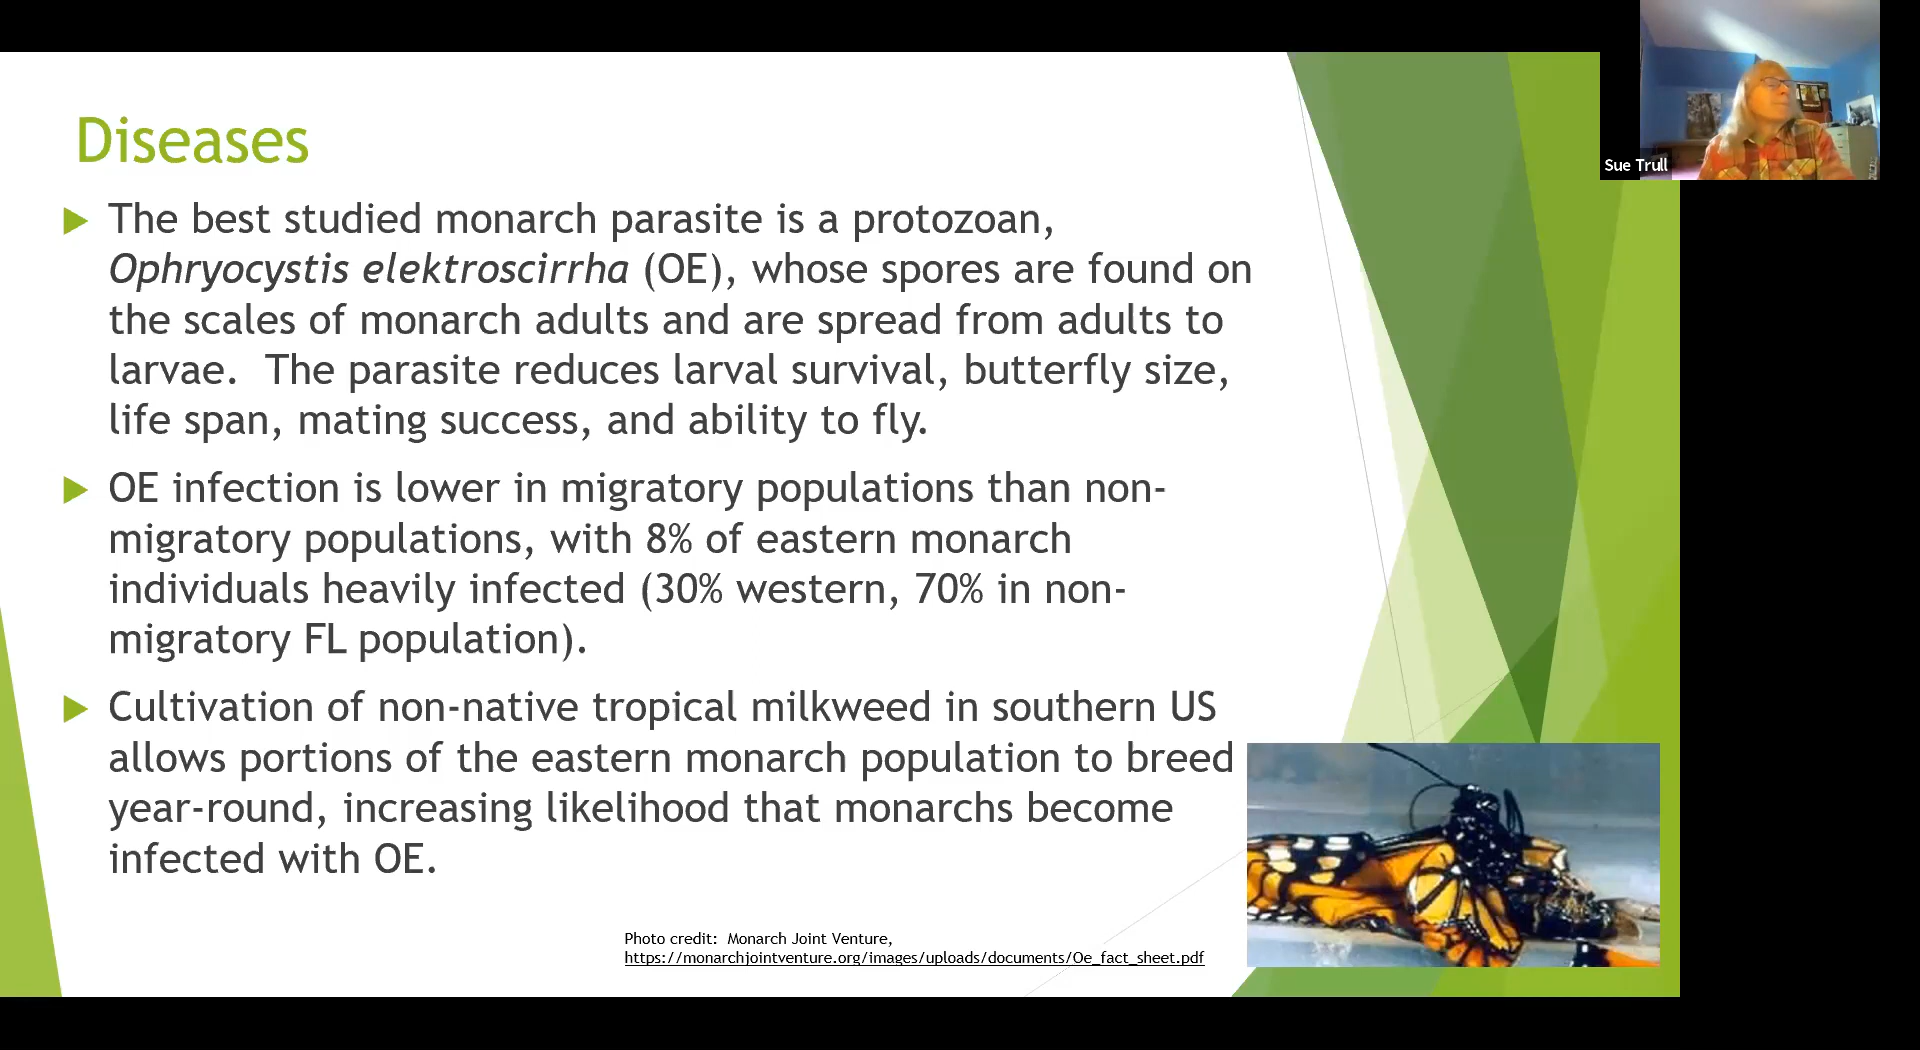 Diseases
The best studied monarch parasite is a protozoan,
Ophryocystis elektroscirrha (OE), whose spores are found on
the scales of monarch adults and are spread from adults to
larvae.  The parasite reduces larval survival, butterfly size,
life span, mating success, and ability to fly.
OE infection is lower in migratory populations than non-
migratory populations, with 8% of eastern monarch
individuals heavily infected (30% western, 70% in non-
migratory FL population).
Cultivation of non-native tropical milkweed in southern US
allows portions of the eastern monarch population to breed
year-round, increasing likelihood that monarchs become
infected with OE.
Photo credit:  Monarch Joint Venture,
https://monarchjointventure.org/images/uploads/documents/Oe_fact_sheet.pdf
Sue Trull